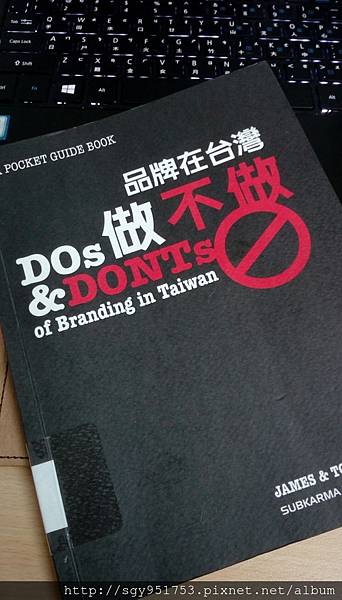 POCKET GUIDE BOOK
品牌在台灣
DOs 做不做
& DONTs
of Branding in Taiwan
JAMES &
SUBKARMA
http://sgy951753.pixnet.net/album